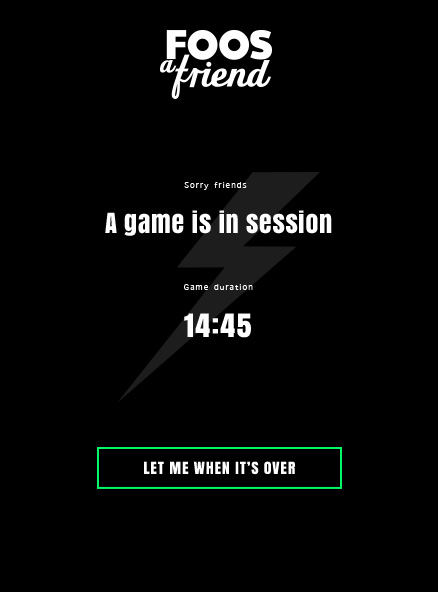 FOOS
a friend
Sorry friends
A game is in session
Game duration
14:45
LET ME WHEN IT'S OVER